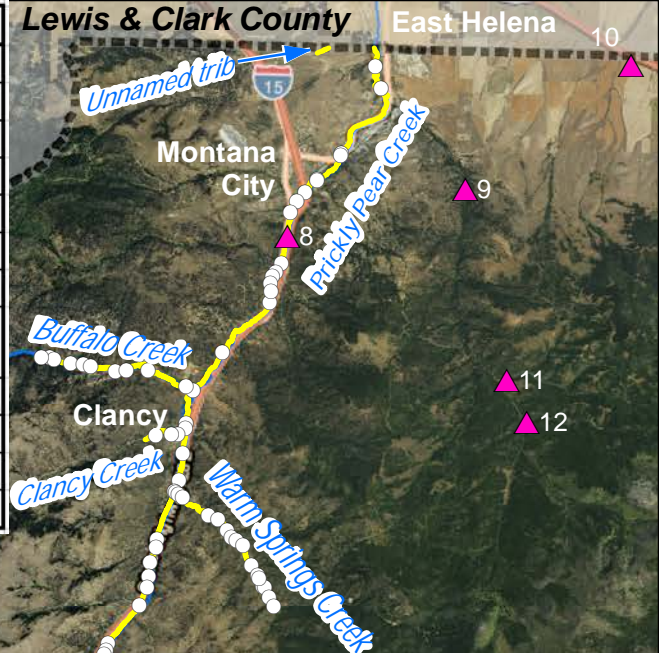 Lewis & Clark County
East Helena
10
Unnamed trib
15
Montana
City
Prickly Pear Creek
9
8
Buffalo Creek
11
Clancy
12
Clancy Creek
Warm Springs Creek